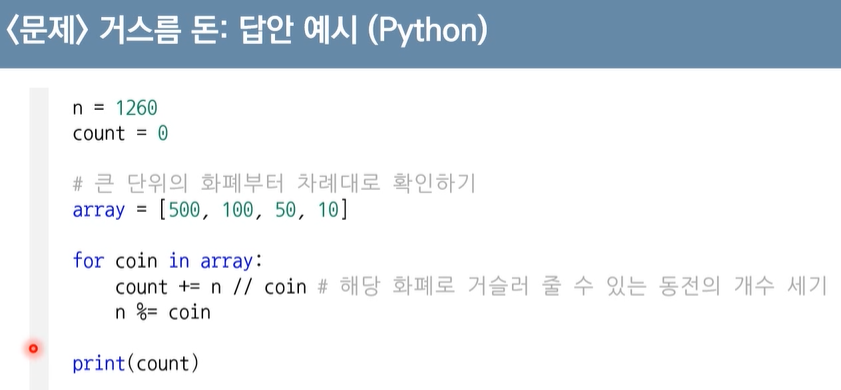 <문제> 거스름 돈: 답안 예시 (Python)
n = 1260
count = 0
# 큰 단위의 화폐부터 차례대로 확인하기
array = [500, 100, 50, 10]
for coin in array:
    count += n // coin # 해당 화폐로 거슬러 줄 수 있는 동전의 개수 세기
    n %= coin
print(count)